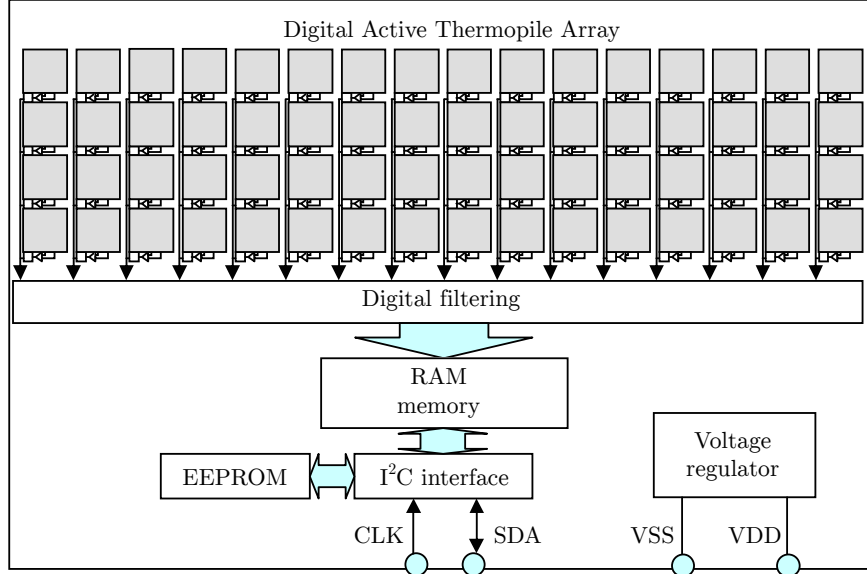 Digital Active Thermopile Array
Digital filtering
RAM
memory
Voltage
regulator
EEPROM
I²C interface
CLK
SDA
VSS
VDD